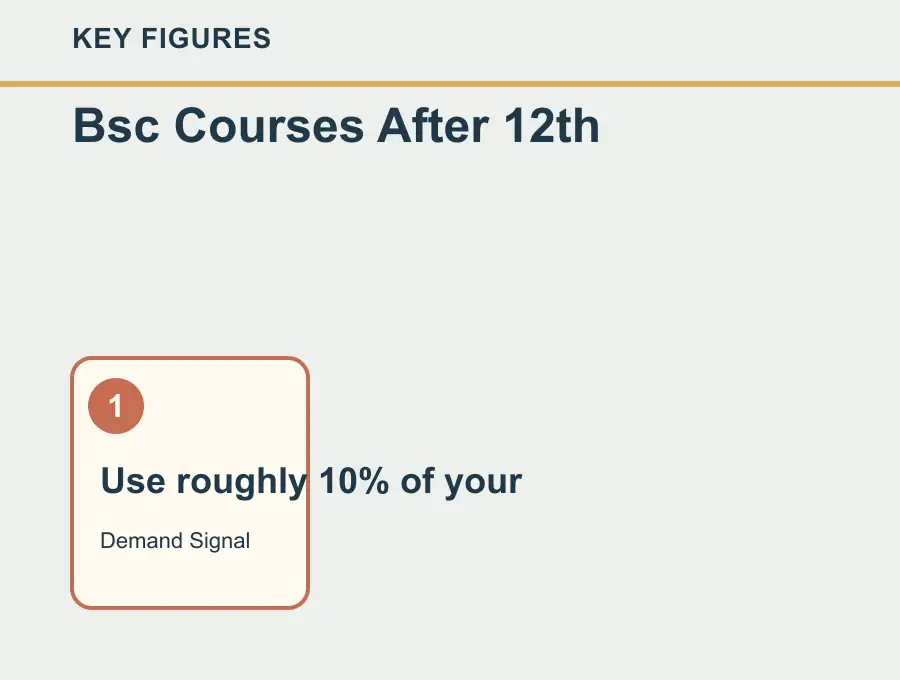 KEY FIGURES
Bsc Courses After 12th
1
Use roughly 10% of your
Demand Signal